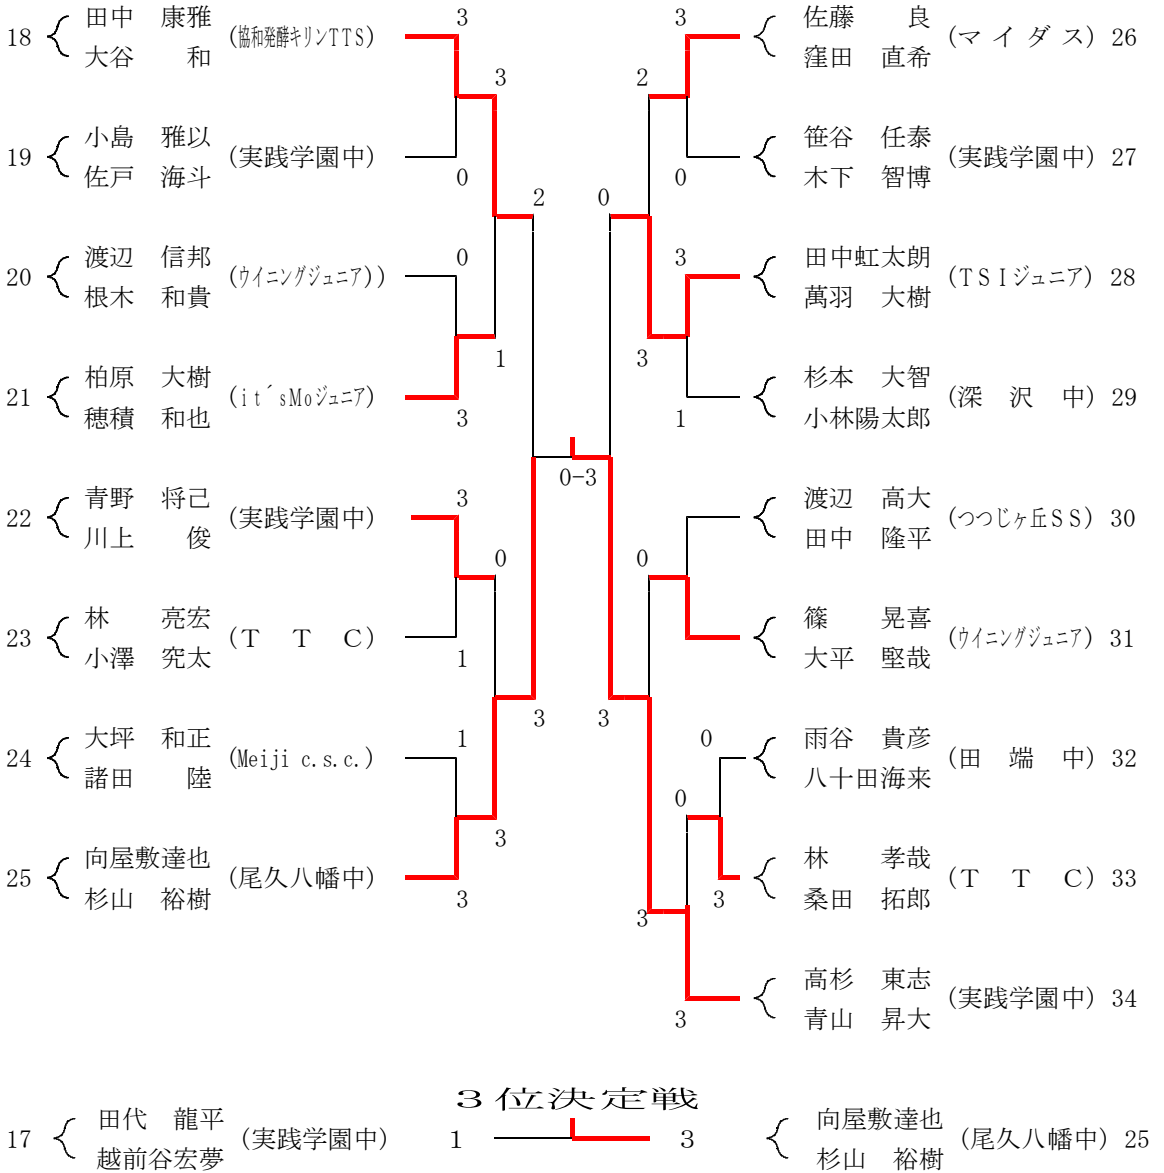 18 田中 康雅 (協和発酵キリンTTS) 3
大谷 和
3
19 小島 雅以 (実践学園中) 0
佐戸 海斗
2
20 渡辺 信邦 (ウイニングジュニア)) 0
根木 和貴
1
21 柏原 大樹 (it´sMoジュニア) 3
穂積 和也
0-3
22 青野 将己 (実践学園中) 3
川上 俊
0
23 林 亮宏 (T T C) 1
小澤 究太
3
24 大坪 和正 (Meiji c.s.c.) 1
諸田 陸
3
25 向屋敷達也 (尾久八幡中) 3
杉山 裕樹
3 佐藤 良 (マイダス) 26
窪田 直希
2
0 笹谷 任泰 (実践学園中) 27
木下 智博
0
3 田中虹太朗 (TSIジュニア) 28
萬羽 大樹
3
1 杉本 大智 (深沢中) 29
小林陽太郎
渡辺 高大 (つつじヶ丘SS) 30
田中 隆平
0
篠 晃喜 (ウイニングジュニア) 31
大平 堅哉
3
0 雨谷 貴彦 (田端中) 32
八十田海来
0
3 林 孝哉 (T T C) 33
桑田 拓郎
3
3 高杉 東志 (実践学園中) 34
青山 昇大
3位決定戦
17 田代 龍平 (実践学園中) 1
越前谷宏夢
3 向屋敷達也 (尾久八幡中) 25
杉山 裕樹